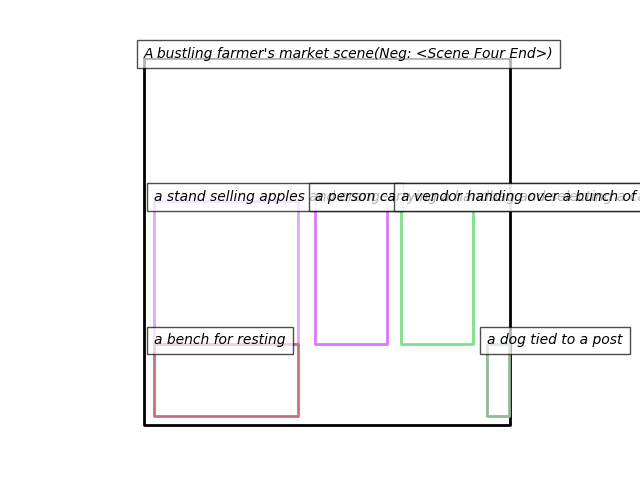 A bustling farmer's market scene(Neg: <Scene Four End>)
a stand selling apples
a person ca
a vendor handing over a bunch of
a bench for resting
a dog tied to a post